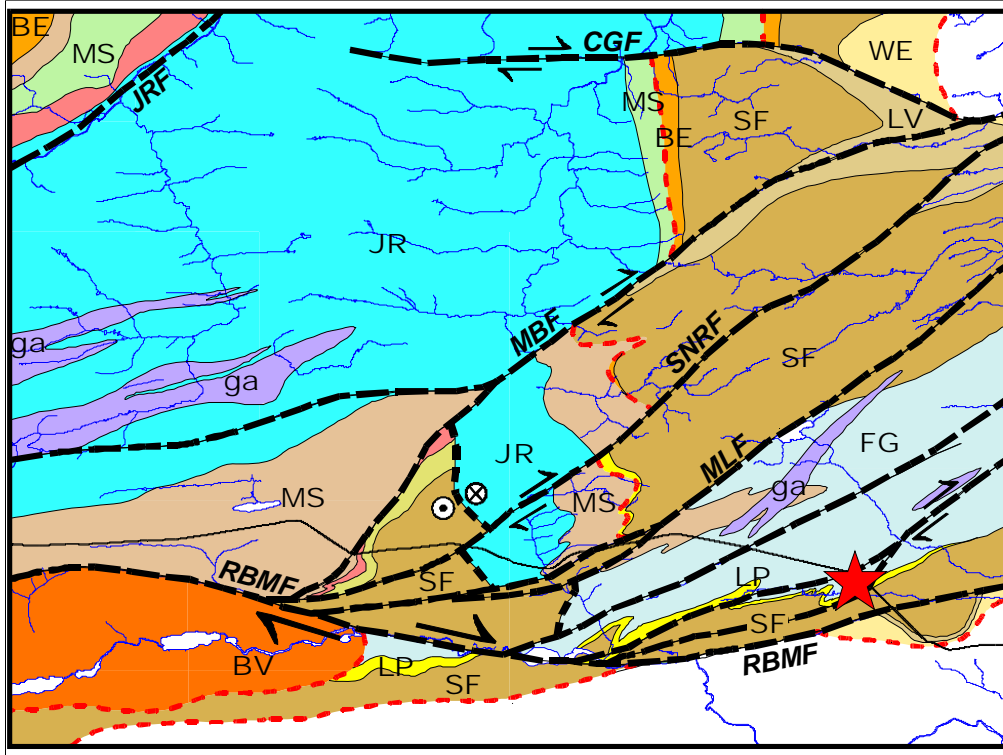 BE
MS
JRF
CGF
WE
MS
BE
SF
LV
JR
ga
ga
MBF
SNRF
SF
MLF
JR
FG
MS
MS
ga
RBMF
SF
LP
SF
BV
LP
SF
RBMF